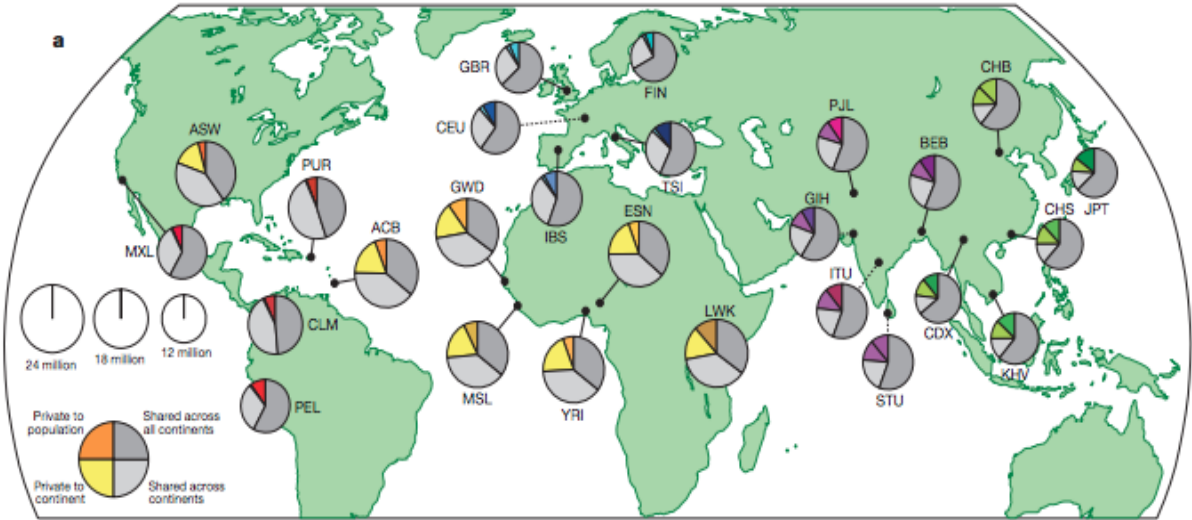 a
GBR
FIN
CHB
CEU
PJL
ASW
BEB
PUR
TSI
GWD
JPT
GIH
ESN
CHS
IBS
ACB
MXL
ITU
LWK
CDX
CLM
24 million
18 million
12 million
KHV
MSL
STU
YRI
PEL
Private to
population
Shared across
all continents
Private to
continent
Shared across
continents